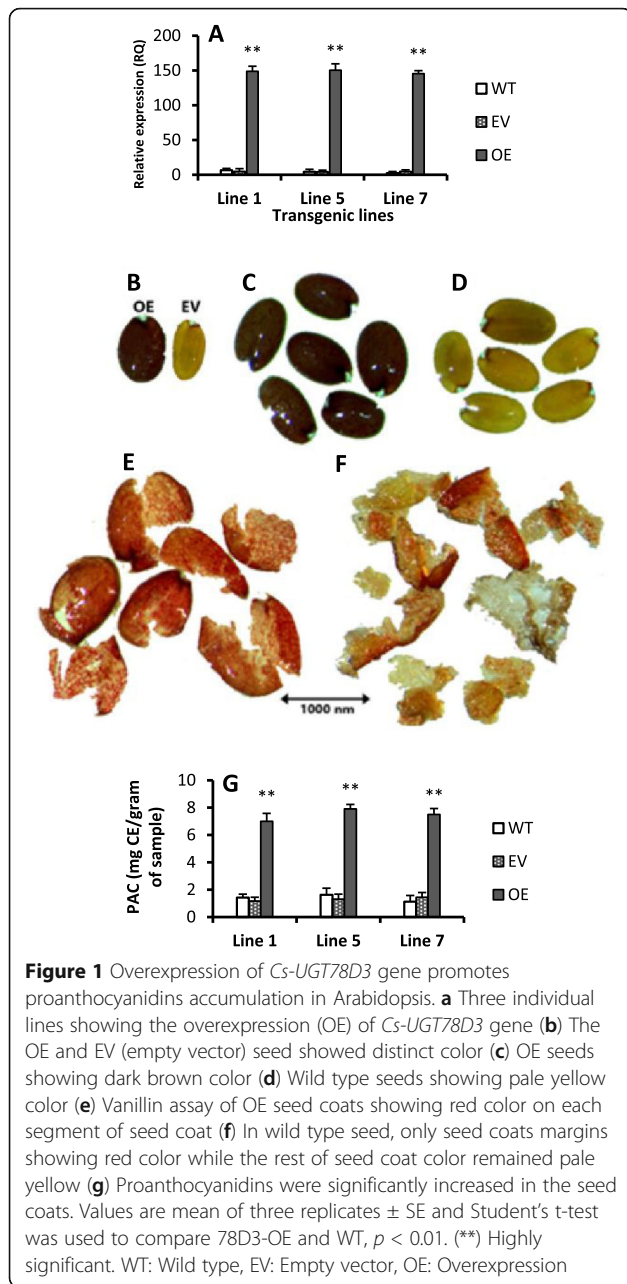 A
200
150
100
50
0
Relative expression (RQ)
** ** **
WT
EV
OE
Line 1 Line 5 Line 7
Transgenic lines
B C D
OE EV
E F
1000 nm
G
10
8
6
4
2
0
PAC (mg CE/gram
of sample)
** ** **
WT
EV
OE
Line 1 Line 5 Line 7
Figure 1 Overexpression of Cs-UGT78D3 gene promotes
proanthocyanidins accumulation in Arabidopsis. a Three individual
lines showing the overexpression (OE) of Cs-UGT78D3 gene (b) The
OE and EV (empty vector) seed showed distinct color (c) OE seeds
showing dark brown color (d) Wild type seeds showing pale yellow
color (e) Vanillin assay of OE seed coats showing red color on each
segment of seed coat (f) In wild type seed, only seed coats margins
showing red color while the rest of seed coat color remained pale
yellow (g) Proanthocyanidins were significantly increased in the seed
coats. Values are mean of three replicates ± SE and Student's t-test
was used to compare 78D3-OE and WT, p < 0.01. (**) Highly
significant. WT: Wild type, EV: Empty vector, OE: Overexpression